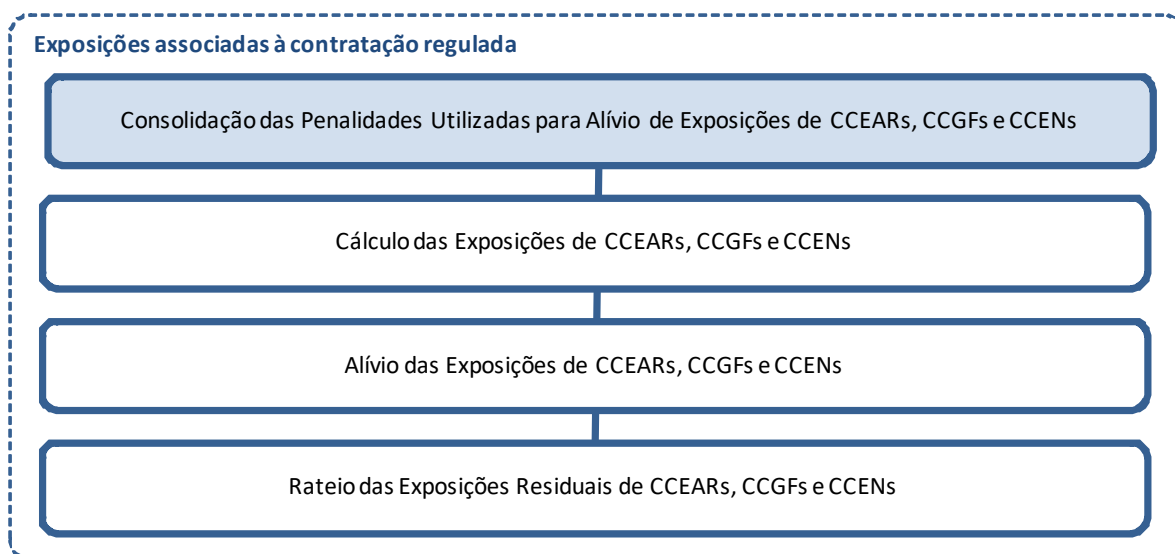 Exposições associadas à contratação regulada
Consolidação das Penalidades Utilizadas para Alívio de Exposições de CCEARs, CCGFs e CCENs
Cálculo das Exposições de CCEARs, CCGFs e CCENs
Alívio das Exposições de CCEARs, CCGFs e CCENs
Rateio das Exposições Residuais de CCEARs, CCGFs e CCENs